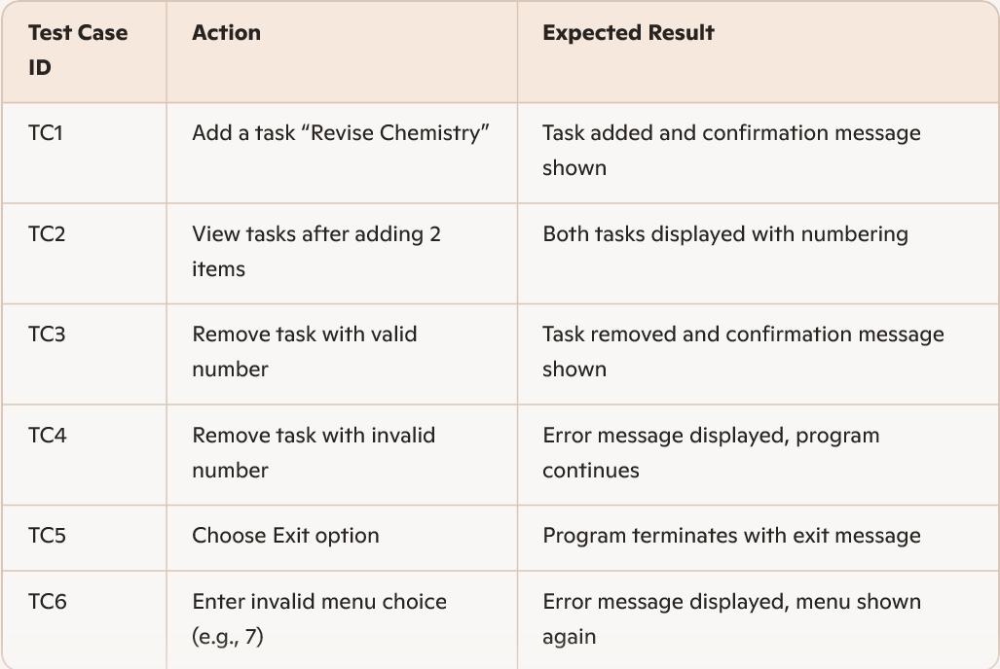 Test Case ID Action Expected Result
TC1 Add a task “Revise Chemistry” Task added and confirmation message shown
TC2 View tasks after adding 2 items Both tasks displayed with numbering
TC3 Remove task with valid number Task removed and confirmation message shown
TC4 Remove task with invalid number Error message displayed, program continues
TC5 Choose Exit option Program terminates with exit message
TC6 Enter invalid menu choice (e.g., 7) Error message displayed, menu shown again